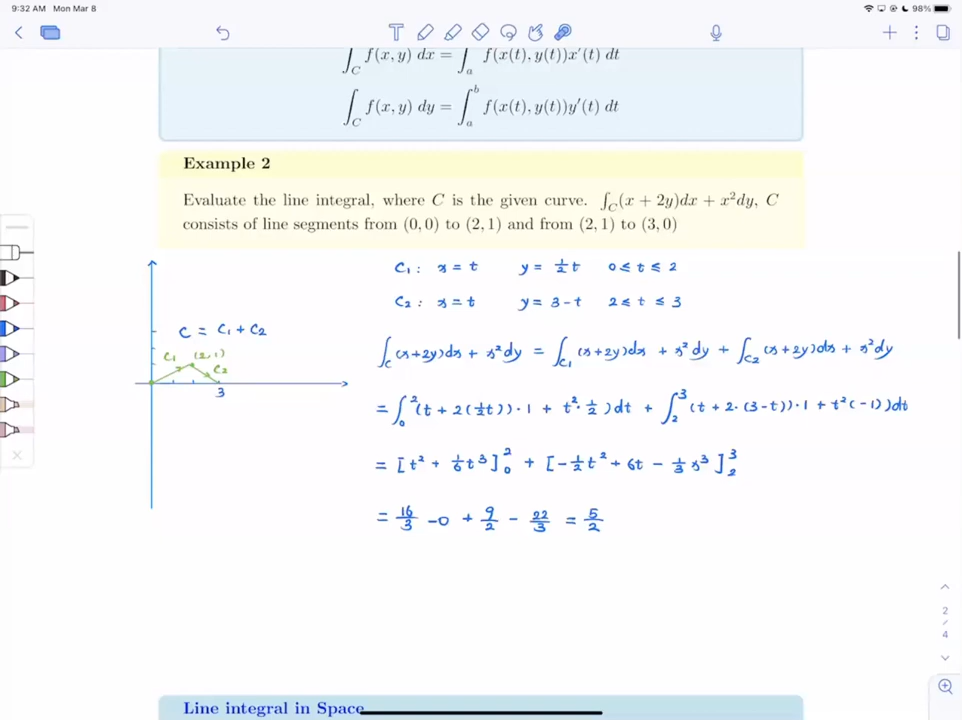 9:32 AM Mon Mar 8
98%
∫_C f(x, y) dx = ∫_a f(x(t), y(t))x′(t) dt
∫_C f(x, y) dy = ∫_a^b f(x(t), y(t))y′(t) dt
Example 2
Evaluate the line integral, where C is the given curve. ∫_C(x + 2y)dx + x²dy, C
consists of line segments from (0, 0) to (2, 1) and from (2, 1) to (3, 0)
C₁: x = t y = ½t 0 ≤ t ≤ 2
C₂: x = t y = 3 - t 2 ≤ t ≤ 3
C = C₁ + C₂
C₁ (2,1)
C₂
3
∫_C (x+2y)dx + x²dy = ∫_C₁ (x+2y)dx + x²dy + ∫_C₂ (x+2y)dx + x²dy
= ∫_0^2 (t + 2(½t))·1 + t²·½)dt + ∫_2^3 (t + 2·(3-t))·1 + t²(-1))dt
= [t² + ⅙t³]_0^2 + [-½t² + 6t - ⅓x³]_2^3
= 16/3 - 0 + 9/2 - 22/3 = 5/2
2
/
4
Line integral in Space